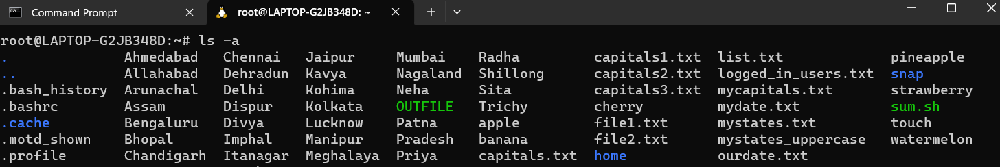 Command Prompt root@LAPTOP-G2JB348D: ~
root@LAPTOP-G2JB348D:~# ls -a
. Ahmedabad Chennai Jaipur Mumbai Radha capitals1.txt list.txt pineapple
.. Allahabad Dehradun Kavya Nagaland Shillong capitals2.txt logged_in_users.txt snap
.bash_history Arunachal Delhi Kohima Neha Sita capitals3.txt mycapitals.txt strawberry
.bashrc Assam Dispur Kolkata OUTFILE Trichy cherry mydate.txt sum.sh
.cache Bengaluru Divya Lucknow Patna apple file1.txt mystates.txt touch
.motd_shown Bhopal Imphal Manipur Pradesh banana file2.txt mystates_uppercase watermelon
.profile Chandigarh Itanagar Meghalaya Priya capitals.txt home ourdate.txt